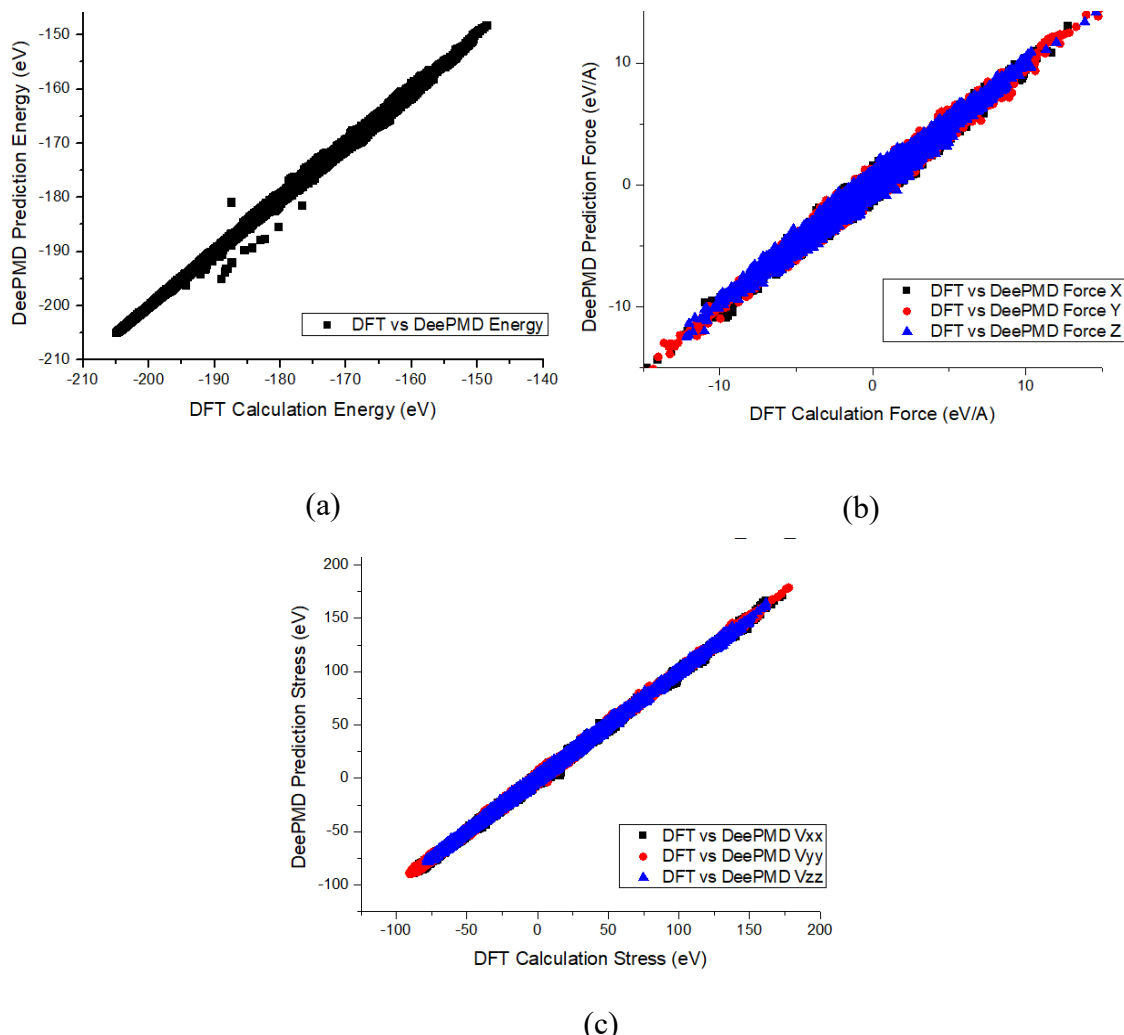 DeePMD Prediction Energy (eV)
-150
-160
-170
-180
-190
-200
-210
-210
-200
-190
-180
-170
-160
-150
-140
DFT vs DeePMD Energy
DFT Calculation Energy (eV)
(a)
DeePMD Prediction Force (eV/A)
10
0
-10
-10
0
10
DFT vs DeePMD Force X
DFT vs DeePMD Force Y
DFT vs DeePMD Force Z
DFT Calculation Force (eV/A)
(b)
DeePMD Prediction Stress (eV)
200
150
100
50
0
-50
-100
-100
-50
0
50
100
150
200
DFT vs DeePMD Vxx
DFT vs DeePMD Vyy
DFT vs DeePMD Vzz
DFT Calculation Stress (eV)
(c)